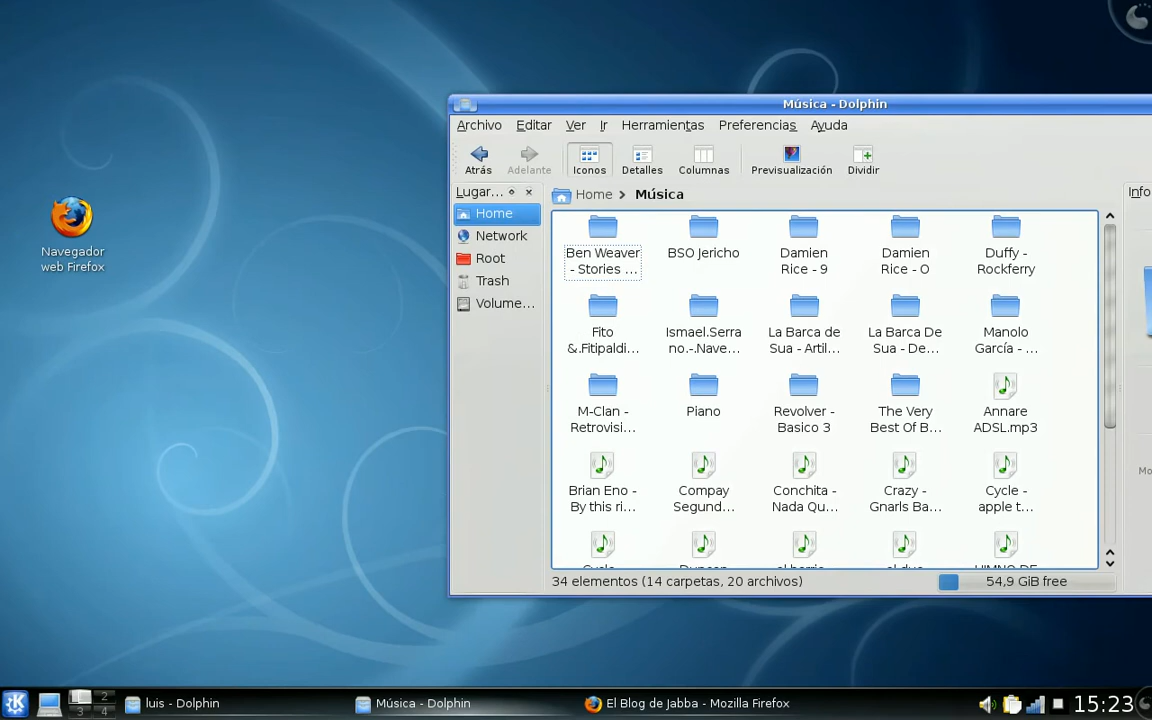 Música - Dolphin
Archivo Editar Ver Ir Herramientas Preferencias Ayuda
Atrás Adelante Iconos Detalles Columnas Previsualización Dividir
Lugar... Home > Música Info
Home
Network
Root
Trash
Volume...
Navegador
web Firefox
Ben Weaver BSO Jericho Damien Damien Duffy -
- Stories ... Rice - 9 Rice - O Rockferry
Fito Ismael.Serra La Barca de La Barca De Manolo
&.Fitipaldi... no.-.Nave... Sua - Artil... Sua - De... García - ...
M-Clan - Piano Revolver - The Very Annare
Retrovisi... Basico 3 Best Of B... ADSL.mp3
Brian Eno - Compay Conchita - Crazy - Cycle -
By this ri... Segund... Nada Qu... Gnarls Ba... apple t...
34 elementos (14 carpetas, 20 archivos) 54,9 GiB free
2
3 4
luis - Dolphin Música - Dolphin El Blog de Jabba - Mozilla Firefox 15:23